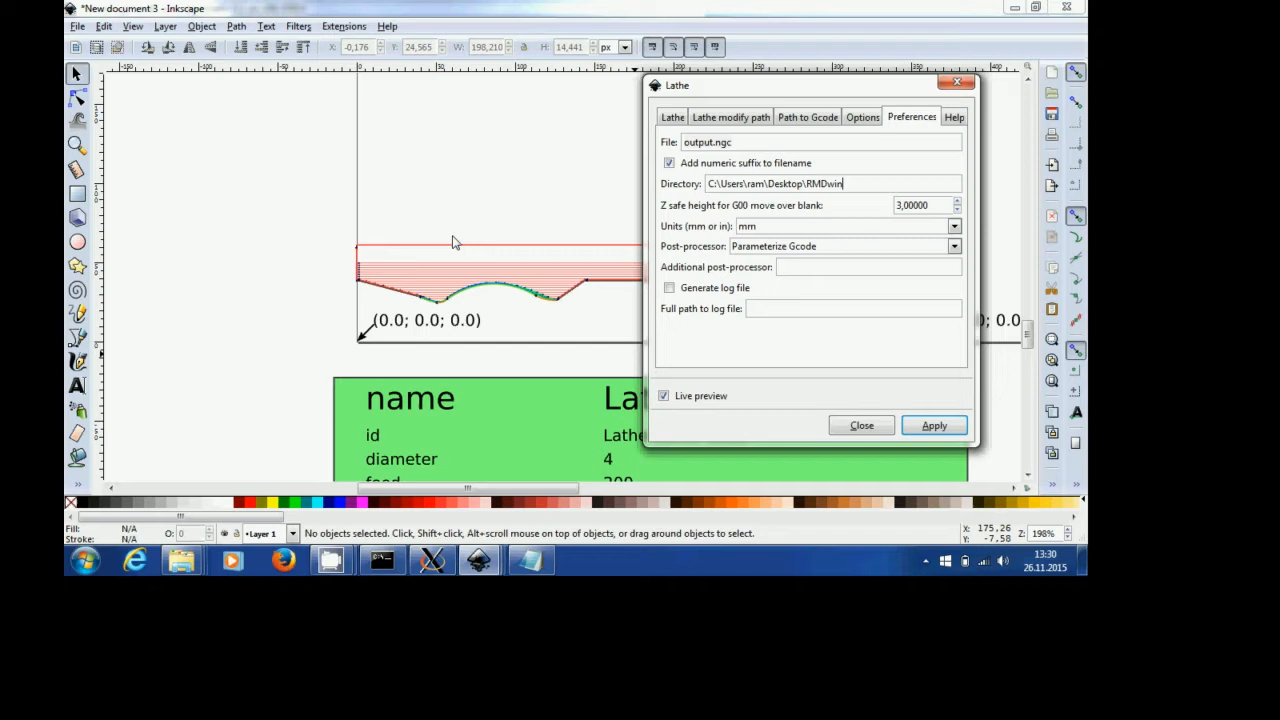 *New document 3 - Inkscape
File Edit View Layer Object Path Text Filters Extensions Help
X: -0,176 Y: 24,565 W: 198,210 H: 14,441 px
Lathe
Lathe Lathe modify path Path to Gcode Options Preferences Help
File: output.ngc
Add numeric suffix to filename
Directory: C:\Users\ram\Desktop\RMDwin
Z safe height for G00 move over blank: 3,00000
Units (mm or in): mm
Post-processor: Parameterize Gcode
Additional post-processor:
Generate log file
Full path to log file:
Live preview
Close Apply
(0.0; 0.0; 0.0)
0; 0.0
name La
id Lathe
diameter 4
Fill: N/A
Stroke: N/A
O: 0
Layer 1
No objects selected. Click, Shift+click, Alt+scroll mouse on top of objects, or drag around objects to select.
X: 175,26
Y: -7,58
Z: 198%
13:30
26.11.2015